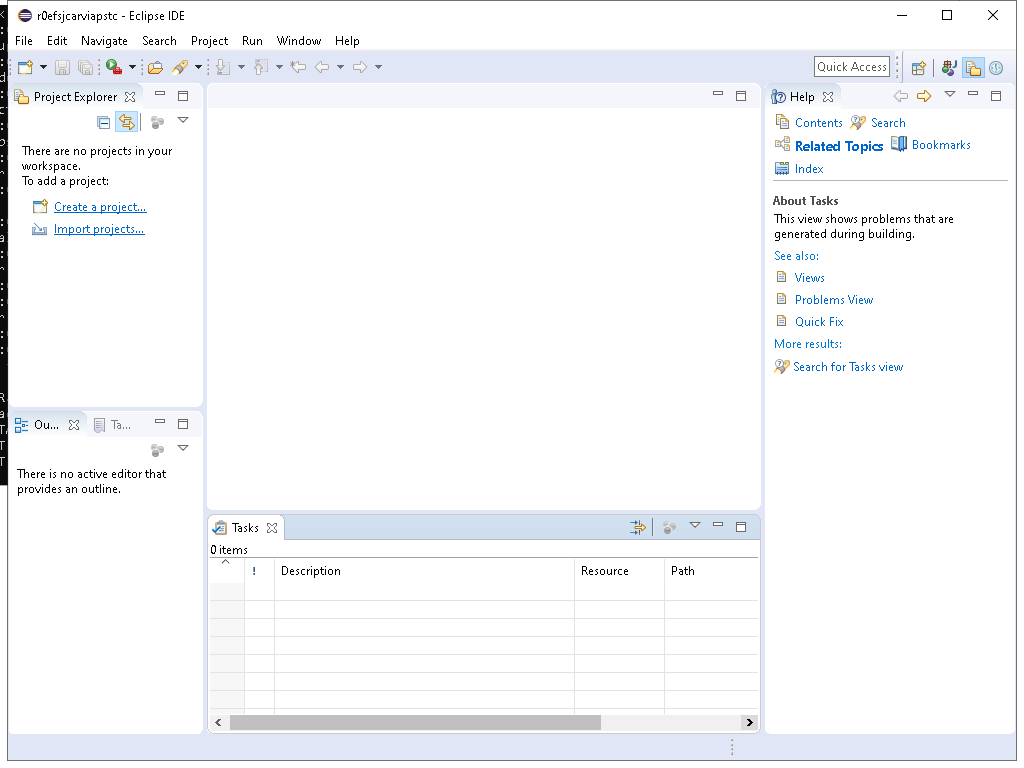 r0efsjcarviapstc - Eclipse IDE
File Edit Navigate Search Project Run Window Help
Quick Access
Project Explorer
There are no projects in your
workspace.
To add a project:
Create a project...
Import projects...
Ou... Ta...
There is no active editor that
provides an outline.
Tasks
0 items
! Description Resource Path
Help
Contents Search
Related Topics Bookmarks
Index
About Tasks
This view shows problems that are
generated during building.
See also:
Views
Problems View
Quick Fix
More results:
Search for Tasks view